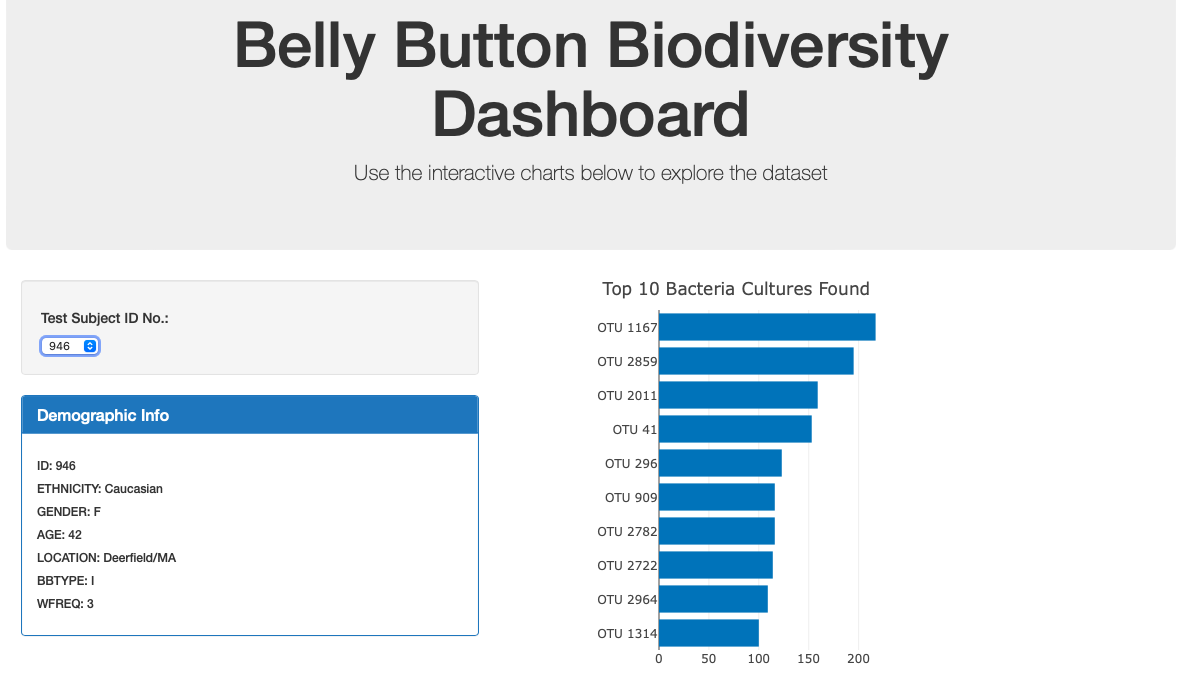 Belly Button Biodiversity
Dashboard
Use the interactive charts below to explore the dataset
Test Subject ID No.:
946
Demographic Info
ID: 946
ETHNICITY: Caucasian
GENDER: F
AGE: 42
LOCATION: Deerfield/MA
BBTYPE: I
WFREQ: 3
Top 10 Bacteria Cultures Found
OTU 1167
OTU 2859
OTU 2011
OTU 41
OTU 296
OTU 909
OTU 2782
OTU 2722
OTU 2964
OTU 1314
0 50 100 150 200